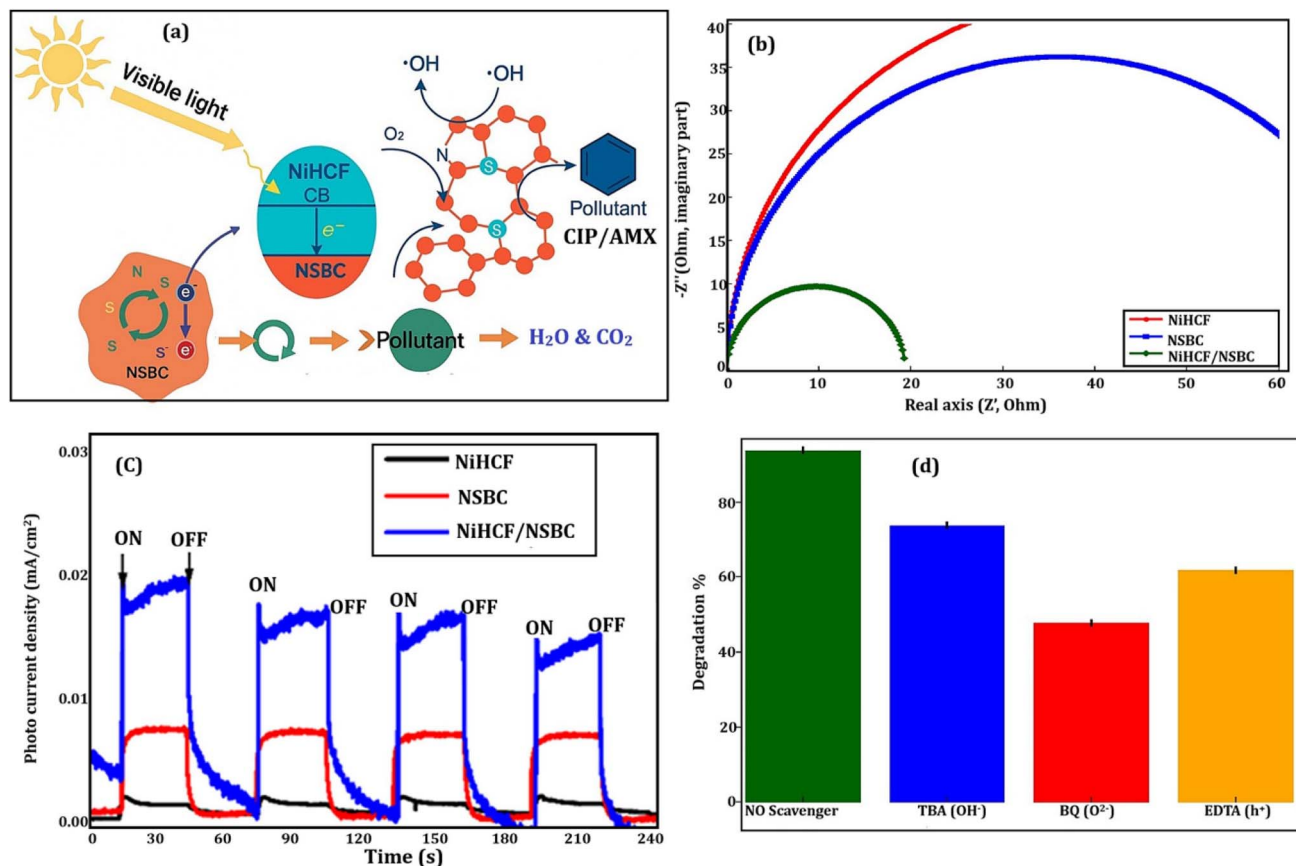 (a)
Visible light
·OH
·OH
O₂
N
S
S
NiHCF
CB
e⁻
NSBC
Pollutant
CIP/AMX
N
S
S
S
S⁻
e⁻
e
NSBC
Pollutant
H₂O & CO₂
(b)
-Z''(Ohm, imaginary part)
40
35
30
25
20
15
10
5
0
0
10
20
30
40
50
60
Real axis (Z', Ohm)
NiHCF
NSBC
NiHCF/NSBC
(C)
Photo current density (mA/cm²)
0.03
0.02
0.01
0.00
NiHCF
NSBC
NiHCF/NSBC
ON
OFF
ON
OFF
ON
OFF
ON
OFF
0
30
60
90
120
150
180
210
240
Time (s)
(d)
Degradation %
80
60
40
20
0
NO Scavenger
TBA (OH·)
BQ (O²·)
EDTA (h⁺)